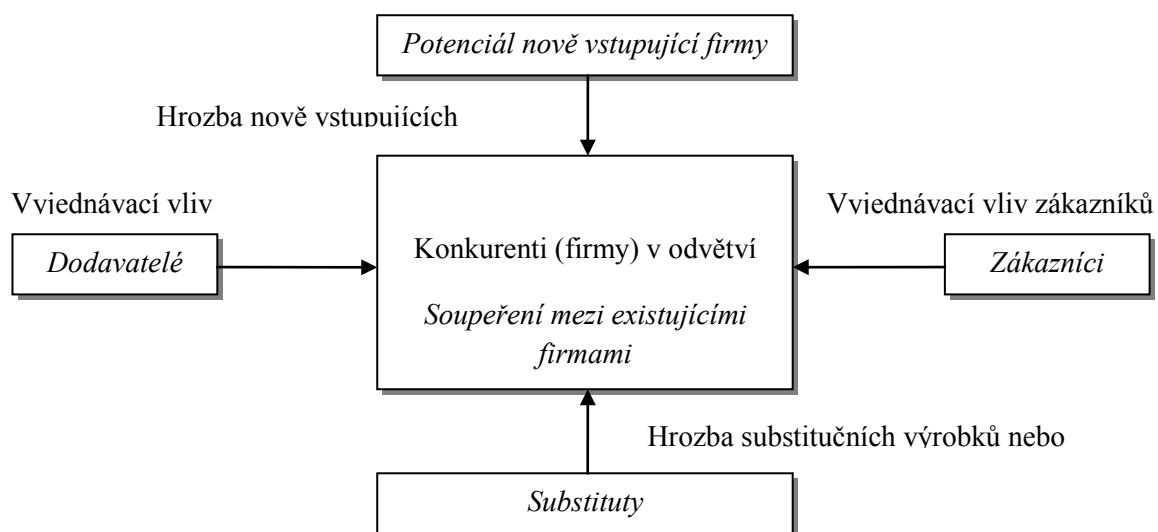 Potenciál nově vstupující firmy
Hrozba nově vstupujících
Vyjednávací vliv
Vyjednávací vliv zákazníků
Dodavatelé
Konkurenti (firmy) v odvětví
Zákazníci
Soupeření mezi existujícími
firmami
Hrozba substitučních výrobků nebo
Substituty